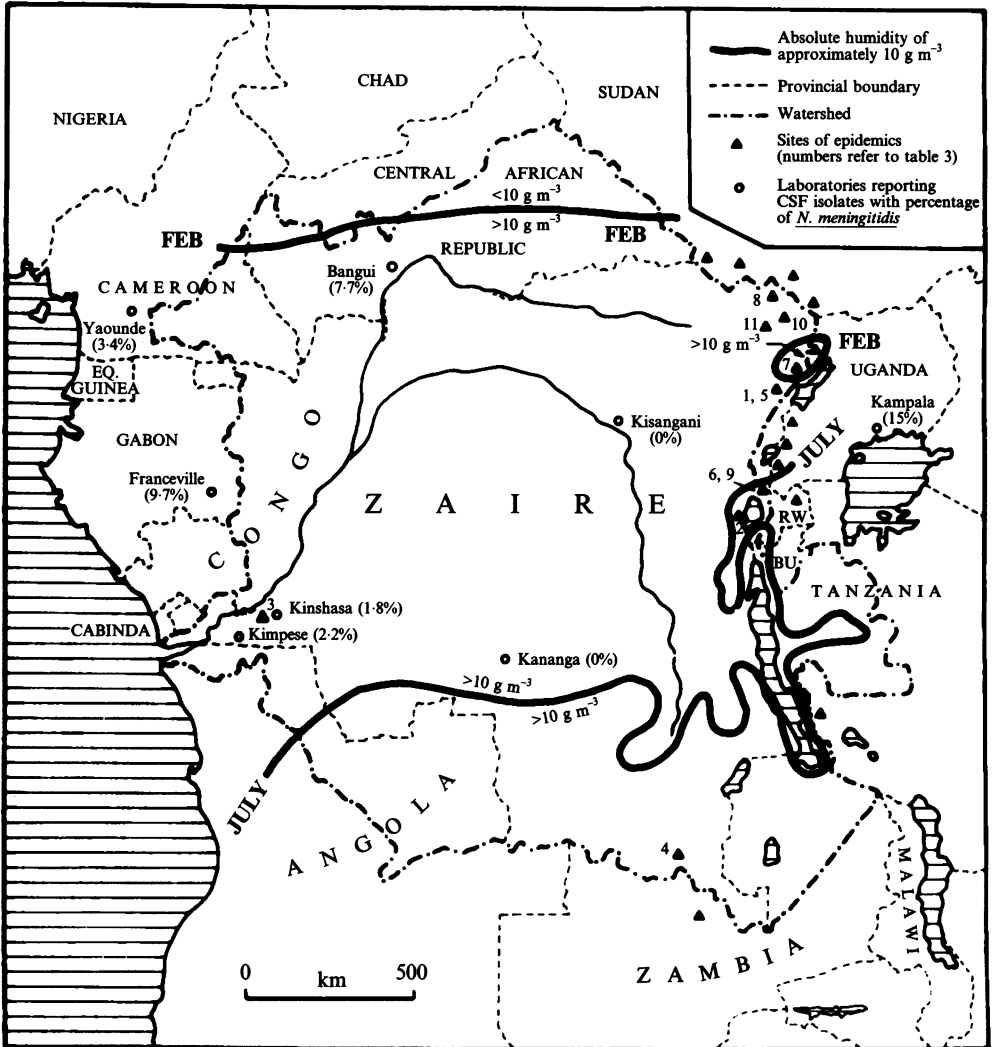 Absolute humidity of
approximately 10 g m⁻³
Provincial boundary
Watershed
Sites of epidemics
(numbers refer to table 3)
Laboratories reporting
CSF isolates with percentage
of N. meningitidis
CHAD
SUDAN
NIGERIA
CENTRAL AFRICAN
<10 g m⁻³
>10 g m⁻³
FEB
FEB
REPUBLIC
Bangui
(7·7%)
CAMEROON
8
11
10
Yaounde
(3·4%)
>10 g m⁻³
FEB
7
EQ.
GUINEA
UGANDA
1, 5
Kampala
(15%)
GABON
Kisangani
(0%)
JULY
Franceville
(9·7%)
6, 9
CONGO
ZAIRE
2
RW
BU
TANZANIA
3
Kinshasa (1·8%)
CABINDA
Kimpese (2·2%)
Kananga (0%)
>10 g m⁻³
>10 g m⁻³
JULY
ANGOLA
4
MALAWI
ZAMBIA
0 500
km